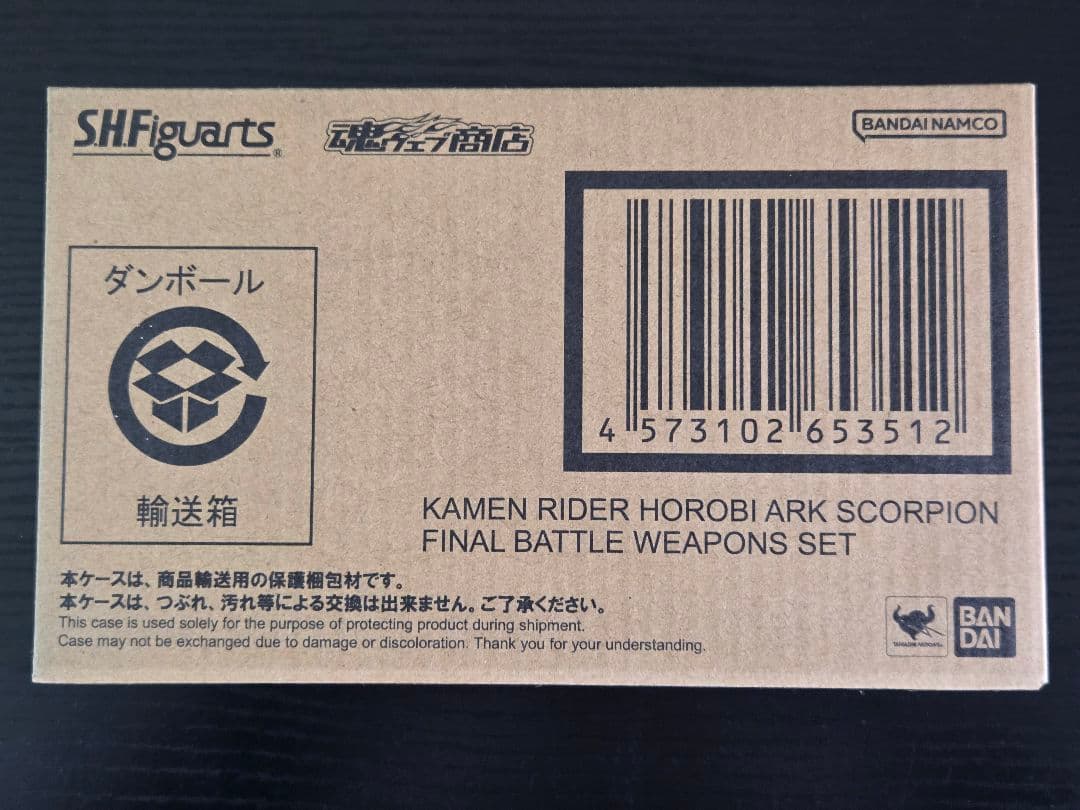 S.H.Figuarts®
魂ウェブ商店
BANDAI NAMCO
ダンボール
輸送箱
4 573102 653512
KAMEN RIDER HOROBI ARK SCORPION
FINAL BATTLE WEAPONS SET
本ケースは、商品輸送用の保護梱包材です。
本ケースは、つぶれ、汚れ等による交換は出来ません。ご了承ください。
This case is used solely for the purpose of protecting product during shipment.
Case may not be exchanged due to damage or discoloration. Thank you for your understanding.
TAMASHII NATIONS
BAN
DAI